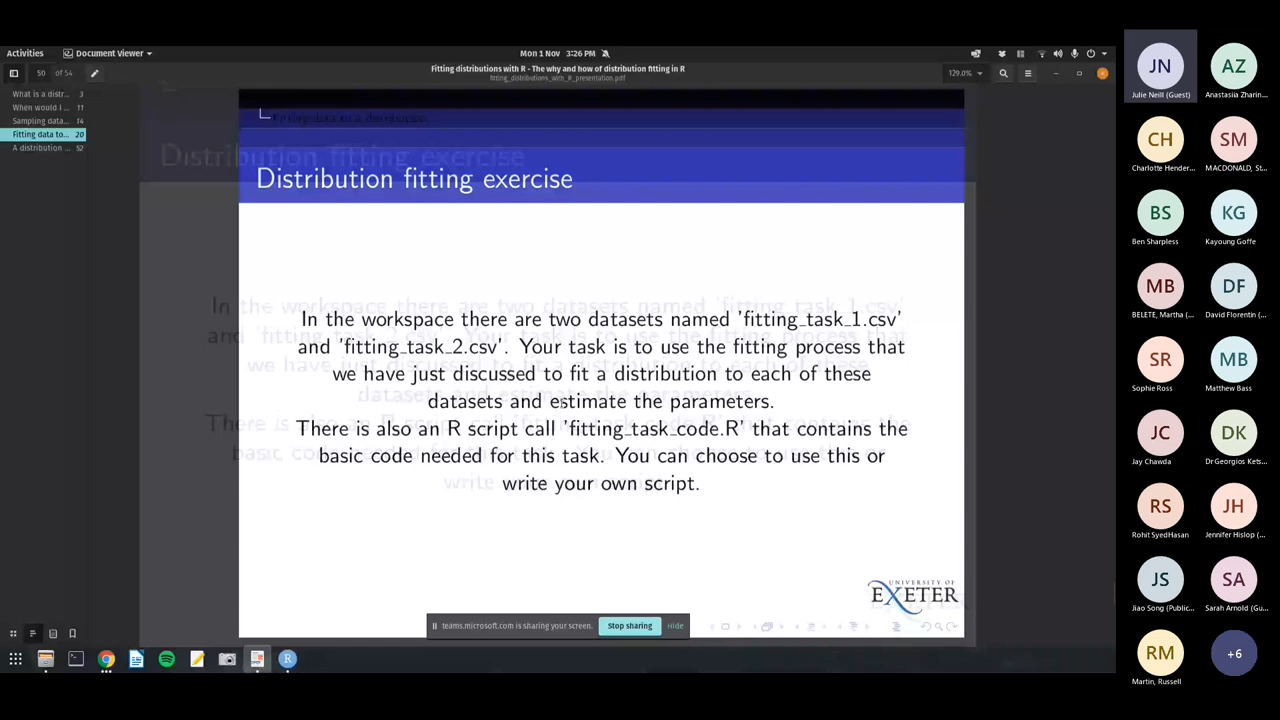 Activities
Document Viewer
Mon 1 Nov 3:26 PM
50 of 54
Fitting distributions with R - The why and how of distribution fitting in R
fitting_distributions_with_R_presentation.pdf
129.0%
What is a distr... 3
When would I ... 11
Sampling data... 14
Fitting data to... 20
A distribution ... 52
Distribution fitting exercise
In the workspace there are two datasets named 'fitting_task_1.csv'
and 'fitting_task_2.csv'. Your task is to use the fitting process that
we have just discussed to fit a distribution to each of these
datasets and estimate the parameters.
There is also an R script call 'fitting_task_code.R' that contains the
basic code needed for this task. You can choose to use this or
write your own script.
UNIVERSITY OF
EXETER
teams.microsoft.com is sharing your screen.
Stop sharing
Hide
JN
Julie Neill (Guest)
AZ
Anastasiia Zharin...
CH
Charlotte Hender...
SM
MACDONALD, St...
BS
Ben Sharpless
KG
Kayoung Goffe
MB
BELETE, Martha (...
DF
David Florentin (...
SR
Sophie Ross
MB
Matthew Bass
JC
Jay Chawda
DK
Dr Georgios Kets...
RS
Rohit SyedHasan
JH
Jennifer Hislop (...
JS
Jiao Song (Public...
SA
Sarah Arnold (Gu...
RM
Martin, Russell
+6